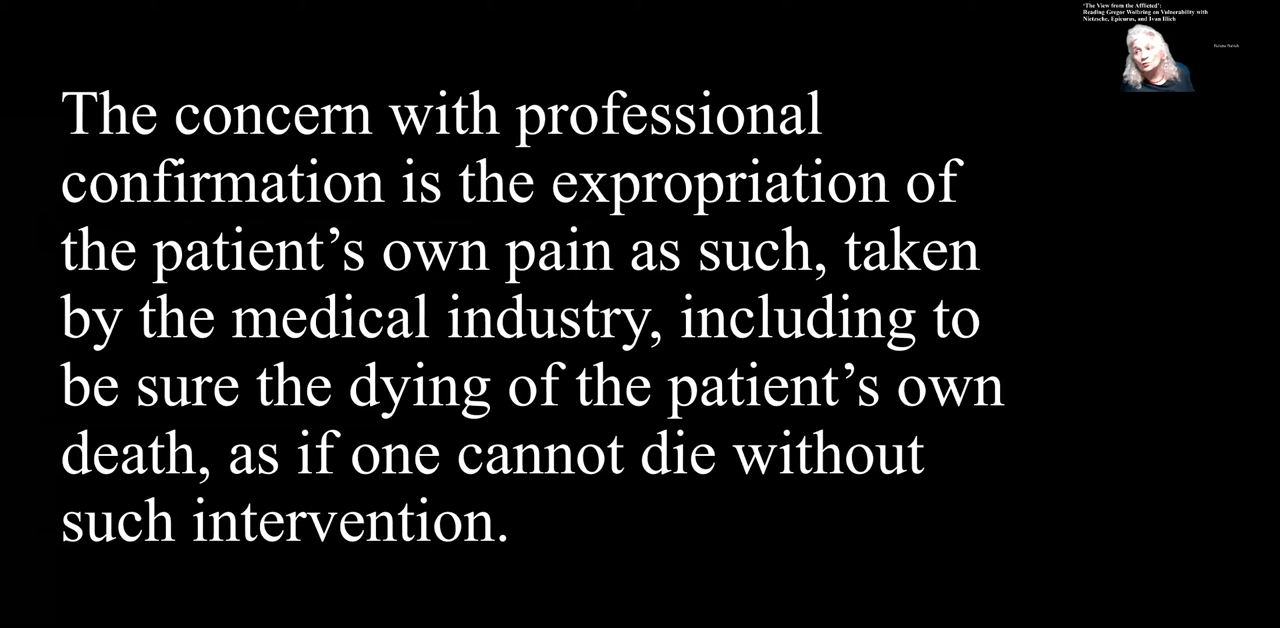 'The View from the Afflicted':
Reading Gregor Wolbring on Vulnerability with
Nietzsche, Epicurus, and Ivan Illich
The concern with professional
confirmation is the expropriation of
the patient's own pain as such, taken
by the medical industry, including to
be sure the dying of the patient's own
death, as if one cannot die without
such intervention.